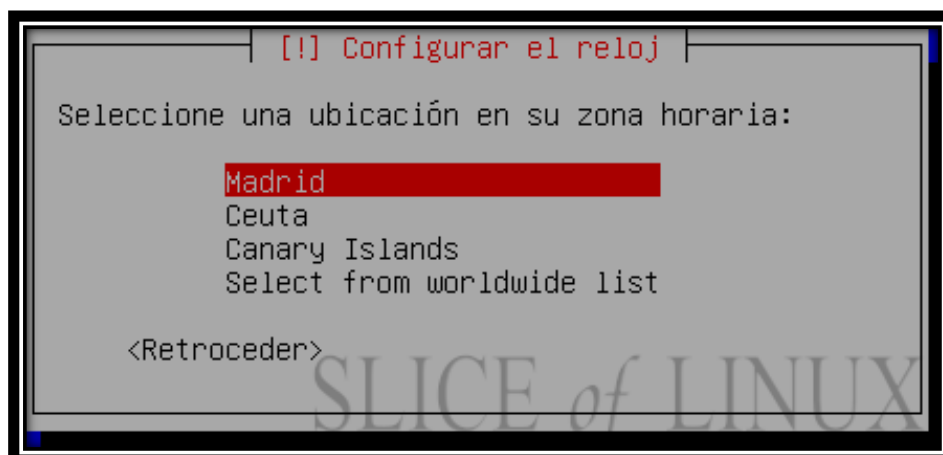 [!] Configurar el reloj
Seleccione una ubicación en su zona horaria:
Madrid
Ceuta
Canary Islands
Select from worldwide list
<Retroceder>
SLICE of LINUX